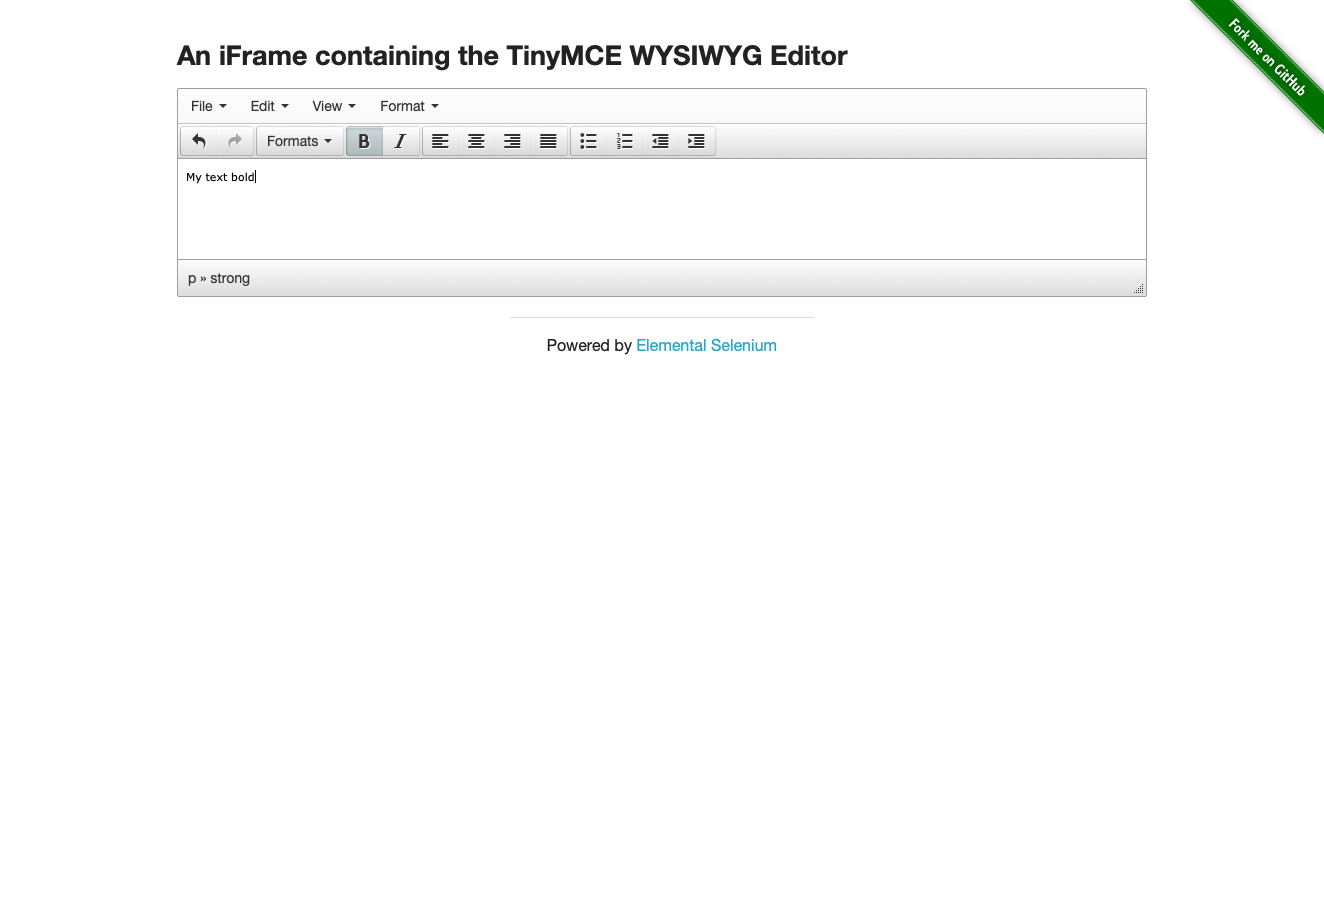 Fork me on GitHub
An iFrame containing the TinyMCE WYSIWYG Editor
File Edit View Format
Formats B I
My text bold
p » strong
Powered by Elemental Selenium